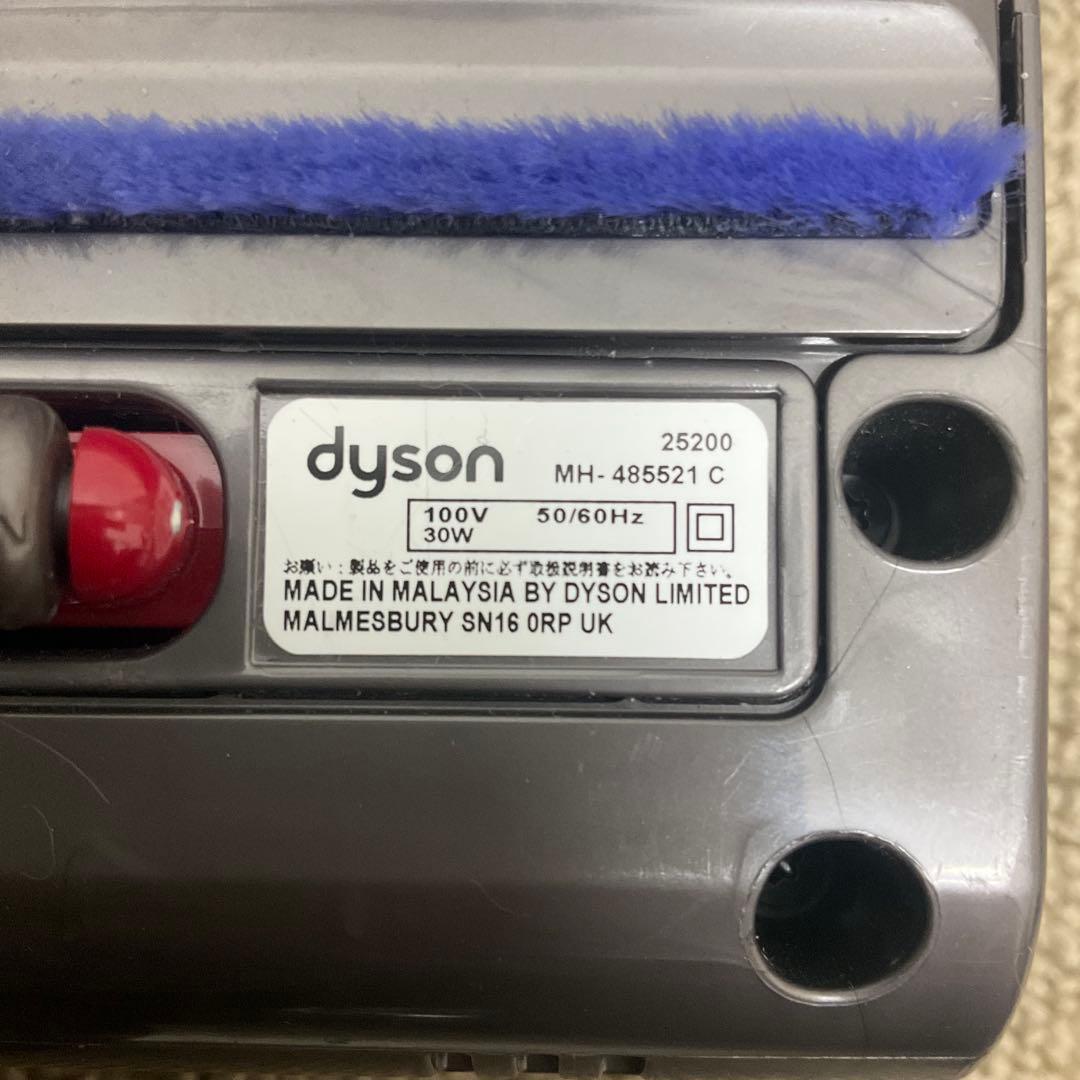 dyson
25200
MH- 485521 C
100V 50/60Hz
30W
お願い:製品をご使用の前に必ず取扱説明書をお読み下さい。
MADE IN MALAYSIA BY DYSON LIMITED
MALMESBURY SN16 0RP UK